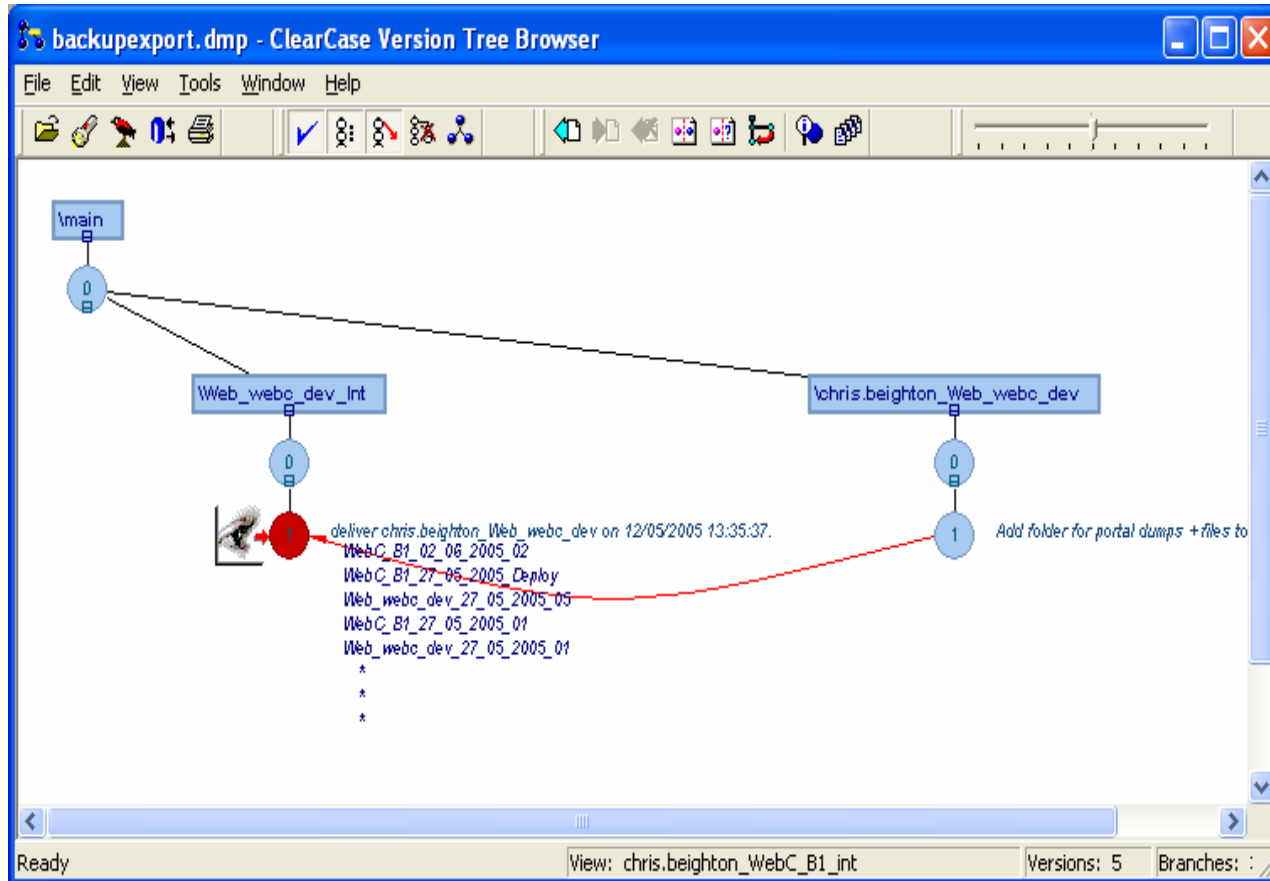 backupexport.dmp - ClearCase Version Tree Browser
File Edit View Tools Window Help
\main
0
\Web_webc_dev_Int
\chris.beighton_Web_webc_dev
0
0
1
deliver chris.beighton_Web_webc_dev on 12/05/2005 13:35:37.
1
Add folder for portal dumps +files to
WebC_B1_02_06_2005_02
WebC_B1_27_05_2005_Deploy
Web_webc_dev_27_05_2005_05
WebC_B1_27_05_2005_01
Web_webc_dev_27_05_2005_01
*
*
*
Ready
View: chris.beighton_WebC_B1_int
Versions: 5
Branches: